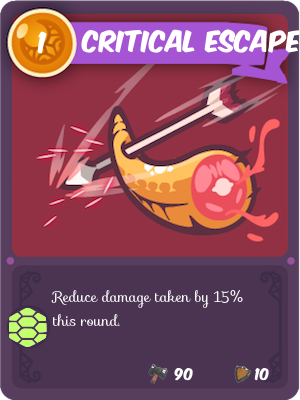 1
CRITICAL ESCAPE
Reduce damage taken by 15%
this round.
90 10